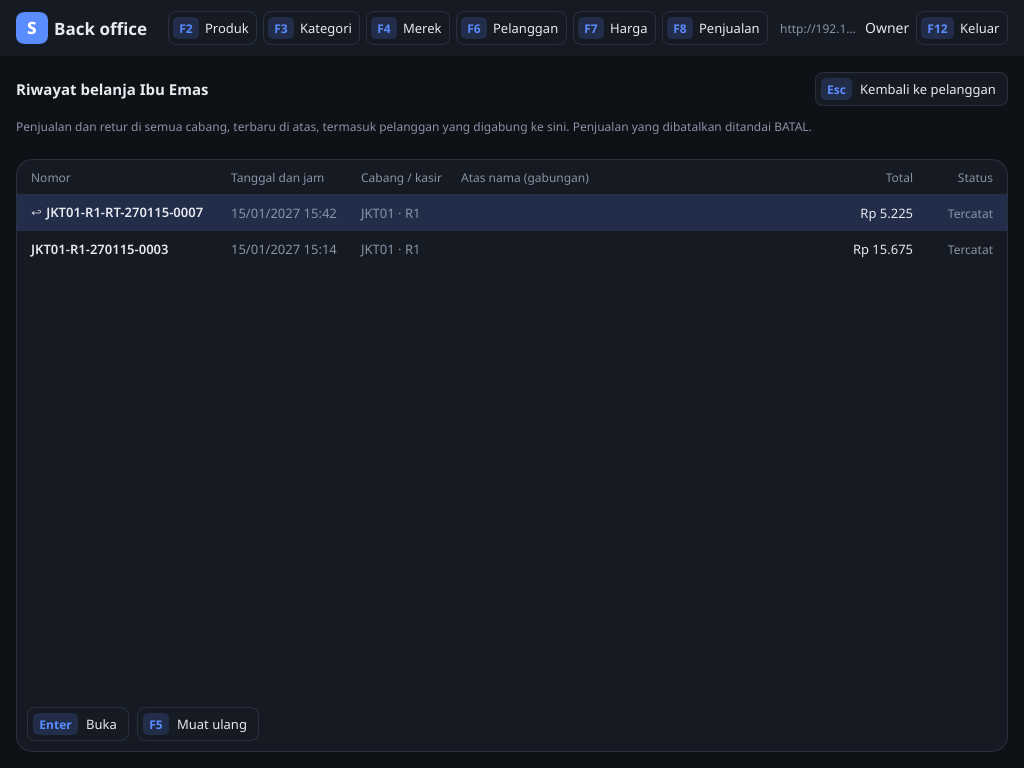 S Back office F2 Produk F3 Kategori F4 Merek F6 Pelanggan F7 Harga F8 Penjualan http://192.1... Owner F12 Keluar
Riwayat belanja Ibu Emas Esc Kembali ke pelanggan
Penjualan dan retur di semua cabang, terbaru di atas, termasuk pelanggan yang digabung ke sini. Penjualan yang dibatalkan ditandai BATAL.
Nomor Tanggal dan jam Cabang / kasir Atas nama (gabungan) Total Status
↩ JKT01-R1-RT-270115-0007 15/01/2027 15:42 JKT01 · R1 Rp 5.225 Tercatat
JKT01-R1-270115-0003 15/01/2027 15:14 JKT01 · R1 Rp 15.675 Tercatat
Enter Buka F5 Muat ulang